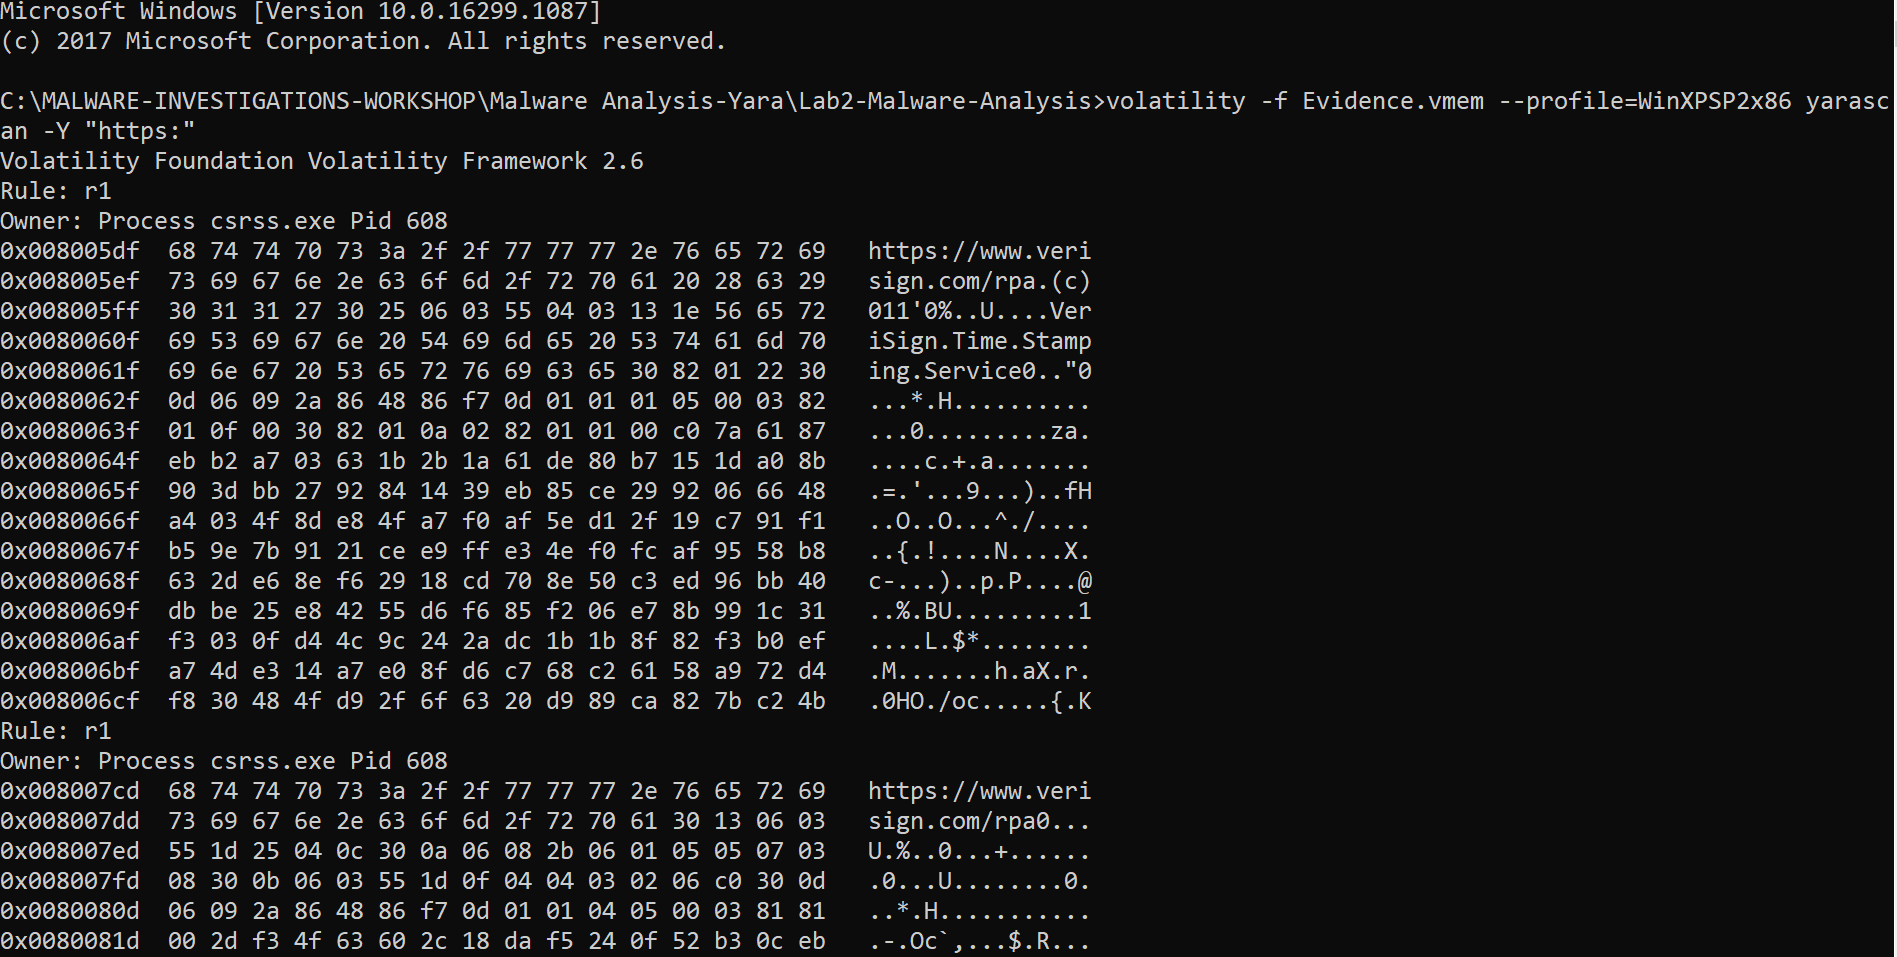 Microsoft Windows [Version 10.0.16299.1087]
(c) 2017 Microsoft Corporation. All rights reserved.
C:\MALWARE-INVESTIGATIONS-WORKSHOP\Malware Analysis-Yara\Lab2-Malware-Analysis>volatility -f Evidence.vmem --profile=WinXPSP2x86 yarasc
an -Y "https:"
Volatility Foundation Volatility Framework 2.6
Rule: r1
Owner: Process csrss.exe Pid 608
0x008005df  68 74 74 70 73 3a 2f 2f 77 77 77 2e 76 65 72 69   https://www.veri
0x008005ef  73 69 67 6e 2e 63 6f 6d 2f 72 70 61 20 28 63 29   sign.com/rpa.(c)
0x008005ff  30 31 31 27 30 25 06 03 55 04 03 13 1e 56 65 72   011'0%..U....Ver
0x0080060f  69 53 69 67 6e 20 54 69 6d 65 20 53 74 61 6d 70   iSign.Time.Stamp
0x0080061f  69 6e 67 20 53 65 72 76 69 63 65 30 82 01 22 30   ing.Service0.."0
0x0080062f  0d 06 09 2a 86 48 86 f7 0d 01 01 01 05 00 03 82   ...*.H..........
0x0080063f  01 0f 00 30 82 01 0a 02 82 01 01 00 c0 7a 61 87   ...0.........za.
0x0080064f  eb b2 a7 03 63 1b 2b 1a 61 de 80 b7 15 1d a0 8b   ....c.+.a.......
0x0080065f  90 3d bb 27 92 84 14 39 eb 85 ce 29 92 06 66 48   .=.'...9...)..fH
0x0080066f  a4 03 4f 8d e8 4f a7 f0 af 5e d1 2f 19 c7 91 f1   ..O..O...^./....
0x0080067f  b5 9e 7b 91 21 ce e9 ff e3 4e f0 fc af 95 58 b8   ..{.!....N....X.
0x0080068f  63 2d e6 8e f6 29 18 cd 70 8e 50 c3 ed 96 bb 40   c-...)..p.P....@
0x0080069f  db be 25 e8 42 55 d6 f6 85 f2 06 e7 8b 99 1c 31   ..%.BU.........1
0x008006af  f3 03 0f d4 4c 9c 24 2a dc 1b 1b 8f 82 f3 b0 ef   ....L.$*........
0x008006bf  a7 4d e3 14 a7 e0 8f d6 c7 68 c2 61 58 a9 72 d4   .M.......h.aX.r.
0x008006cf  f8 30 48 4f d9 2f 6f 63 20 d9 89 ca 82 7b c2 4b   .0HO./oc.....{.K
Rule: r1
Owner: Process csrss.exe Pid 608
0x008007cd  68 74 74 70 73 3a 2f 2f 77 77 77 2e 76 65 72 69   https://www.veri
0x008007dd  73 69 67 6e 2e 63 6f 6d 2f 72 70 61 30 13 06 03   sign.com/rpa0...
0x008007ed  55 1d 25 04 0c 30 0a 06 08 2b 06 01 05 05 07 03   U.%..0...+......
0x008007fd  08 30 0b 06 03 55 1d 0f 04 04 03 02 06 c0 30 0d   .0...U........0.
0x0080080d  06 09 2a 86 48 86 f7 0d 01 01 04 05 00 03 81 81   ..*.H...........
0x0080081d  00 2d f3 4f 63 60 2c 18 da f5 24 0f 52 b3 0c eb   .-.Oc`,...$.R...